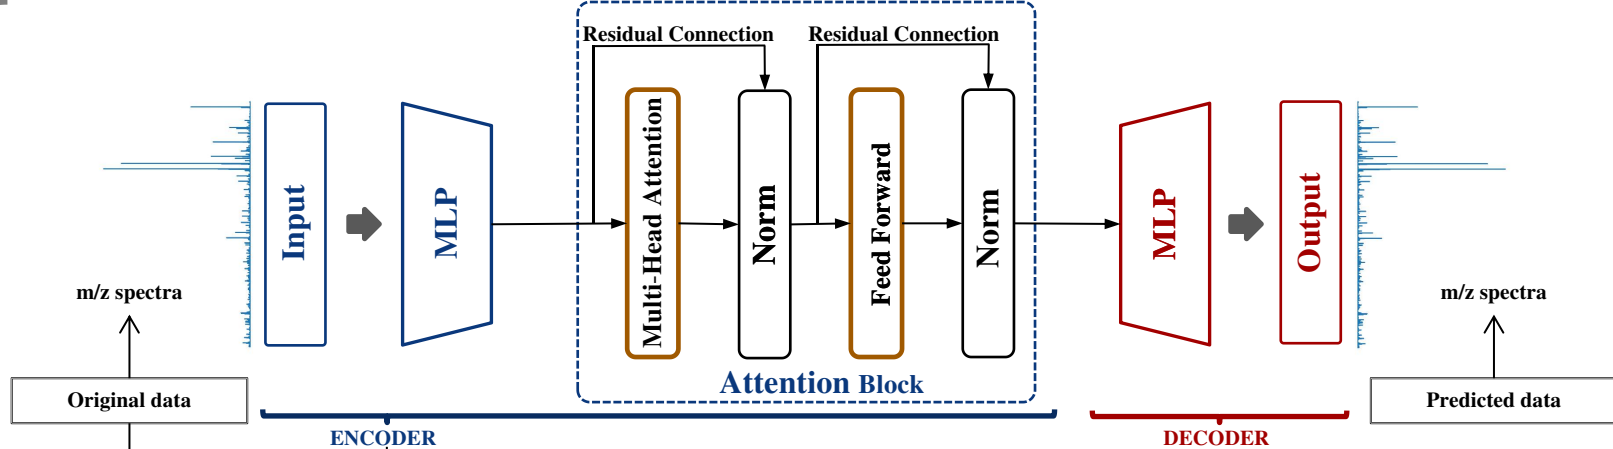 Residual Connection
Residual Connection
Input
MLP
Multi-Head Attention
Norm
Feed Forward
Norm
MLP
Output
m/z spectra
m/z spectra
Attention Block
Original data
Predicted data
ENCODER
DECODER